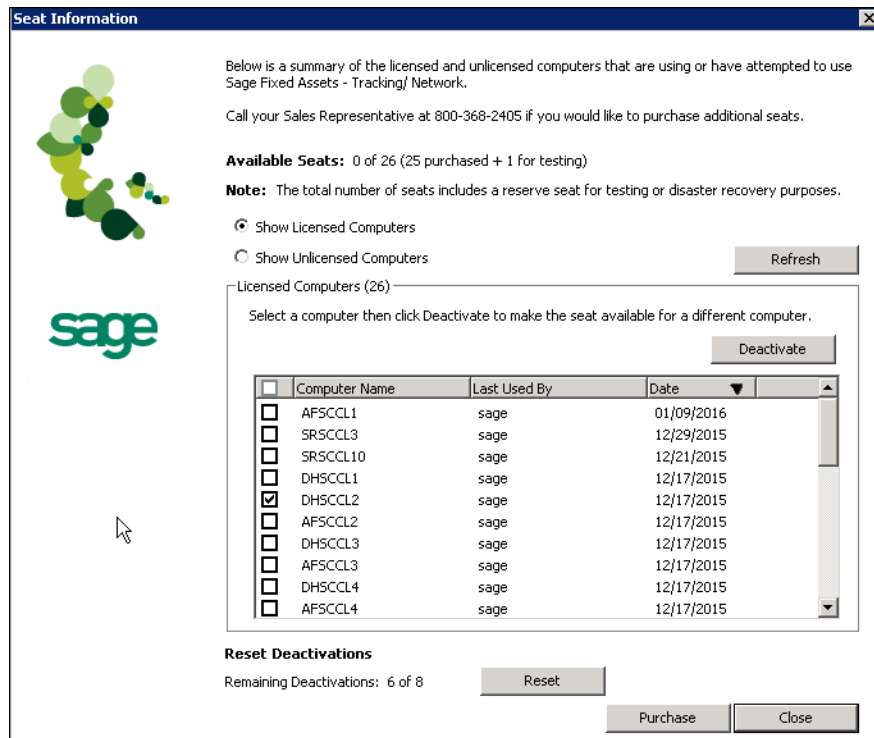 Seat Information
Below is a summary of the licensed and unlicensed computers that are using or have attempted to use
Sage Fixed Assets - Tracking/ Network.
Call your Sales Representative at 800-368-2405 if you would like to purchase additional seats.
Available Seats: 0 of 26 (25 purchased + 1 for testing)
Note: The total number of seats includes a reserve seat for testing or disaster recovery purposes.
Show Licensed Computers
Show Unlicensed Computers
Refresh
Licensed Computers (26)
sage
Select a computer then click Deactivate to make the seat available for a different computer.
Deactivate
Computer Name Last Used By Date
AFSCCL1 sage 01/09/2016
SRSCCL3 sage 12/29/2015
SRSCCL10 sage 12/21/2015
DHSCCL1 sage 12/17/2015
DHSCCL2 sage 12/17/2015
AFSCCL2 sage 12/17/2015
DHSCCL3 sage 12/17/2015
AFSCCL3 sage 12/17/2015
DHSCCL4 sage 12/17/2015
AFSCCL4 sage 12/17/2015
Reset Deactivations
Remaining Deactivations: 6 of 8 Reset
Purchase Close